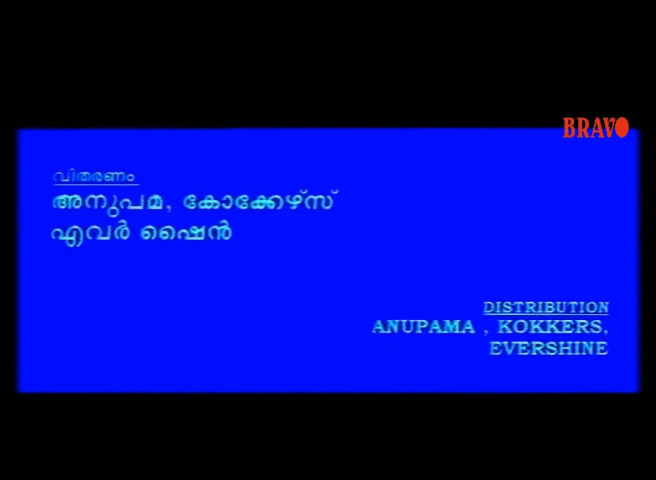 BRAVO
വിതരണം
അനുപമ, കോക്കേഴ്സ്
എവർ ഷൈൻ
DISTRIBUTION
ANUPAMA , KOKKERS,
EVERSHINE